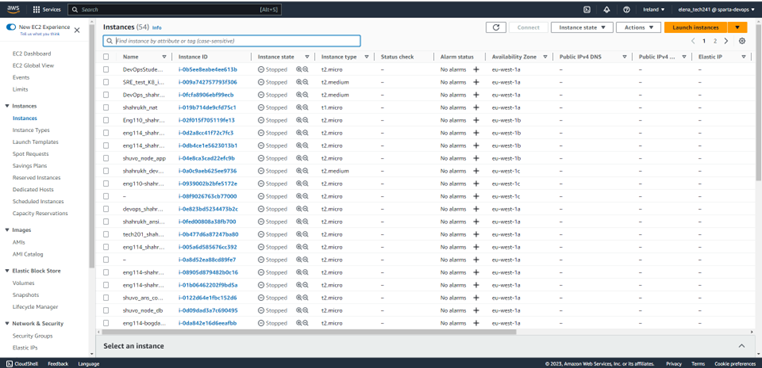 aws Services Search [Alt+S] Ireland elena_tech241 @ sparta-devops
New EC2 Experience
Tell us what you think
EC2 Dashboard
EC2 Global View
Events
Limits
Instances
Instances
Instance Types
Launch Templates
Spot Requests
Savings Plans
Reserved Instances
Dedicated Hosts
Scheduled Instances
Capacity Reservations
Images
AMIs
AMI Catalog
Elastic Block Store
Volumes
Snapshots
Lifecycle Manager
Network & Security
Security Groups
Elastic IPs
Instances (54) Info Connect Instance state Actions Launch instances
Find instance by attribute or tag (case-sensitive) 1 2
Name Instance ID Instance state Instance type Status check Alarm status Availability Zone Public IPv4 DNS Public IPv4 ... Elastic IP
DevOpsStude... i-0b5ee8eabe4ee613b Stopped t2.micro – No alarms + eu-west-1a – – –
SRE_test_K8_i... i-009a742757793f306 Stopped t2.medium – No alarms + eu-west-1a – – –
DevOps_shahr... i-0fcfa8906ebf99ecb Stopped t2.medium – No alarms + eu-west-1a – – –
shahrukh_nat i-019b714de9cfd75c1 Stopped t1.micro – No alarms + eu-west-1a – – –
Eng110_shahr... i-02f015f705119fe13 Stopped t2.micro – No alarms + eu-west-1b – – –
eng114_shahr... i-0d2a8cc41f72c7fc3 Stopped t2.micro – No alarms + eu-west-1b – – –
eng114_shahr... i-0db4ce1e5623013b1 Stopped t2.micro – No alarms + eu-west-1b – – –
shuvo_node_app i-04e8ca3cad22efc9b Stopped t2.micro – No alarms + eu-west-1b – – –
shahrukh_dev... i-0a0c9aeb625ee9736 Stopped t2.medium – No alarms + eu-west-1c – – –
eng110-shahr... i-0939002b2bfe5172e Stopped t2.micro – No alarms + eu-west-1c – – –
– i-08f9026763cb77000 Stopped t2.micro – No alarms + eu-west-1c – – –
devops_shahr... i-0e823bd5234473b2c Stopped t2.micro – No alarms + eu-west-1a – – –
shahrukh_ansi... i-0fed00808a38fb700 Stopped t2.micro – No alarms + eu-west-1a – – –
tech201_shah... i-0b477d6a87247ba80 Stopped t2.micro – No alarms + eu-west-1a – – –
eng114_shahr... i-005a6d585676cc392 Stopped t2.micro – No alarms + eu-west-1a – – –
– i-0a8d52ea88cd89fe7 Stopped t2.micro – No alarms + eu-west-1a – – –
eng114-shahr... i-08905d879482b0c16 Stopped t2.micro – No alarms + eu-west-1a – – –
eng114-shahr... i-01b06462202f9bd5a Stopped t2.micro – No alarms + eu-west-1a – – –
shuvo_ans_co... i-0122d64e1fbc152d6 Stopped t2.micro – No alarms + eu-west-1a – – –
shuvo_node_db i-0d09dad3a7c690495 Stopped t2.micro – No alarms + eu-west-1a – – –
eng114-bogda... i-0da842e16d6eeafbb Stopped t2.micro – No alarms + eu-west-1a – – –
Select an instance
CloudShell Feedback Language © 2023, Amazon Web Services, Inc. or its affiliates. Privacy Terms Cookie preferences